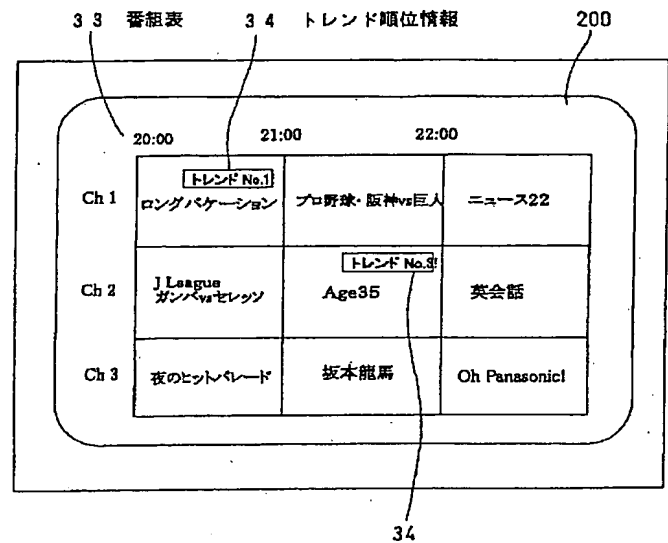 ３３ 番組表 ３４ トレンド順位情報 200
20:00 21:00 22:00
トレンド No.1
Ch 1 ロングバケーション プロ野球・阪神vs巨人 ニュース22
トレンド No.3!
J League
Ch 2 ガンバvsセレッソ Age35 英会話
Ch 3 夜のヒットパレード 坂本龍馬 Oh Panasonic!
34